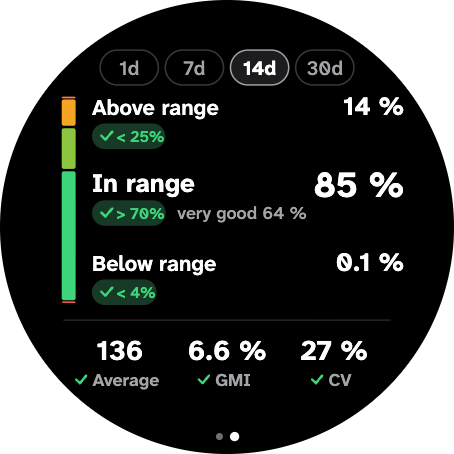 1d 7d 14d 30d
Above range 14 %
✓ < 25%
In range 85 %
✓ > 70% very good 64 %
Below range 0.1 %
✓ < 4%
136 6.6 % 27 %
✓ Average ✓ GMI ✓ CV